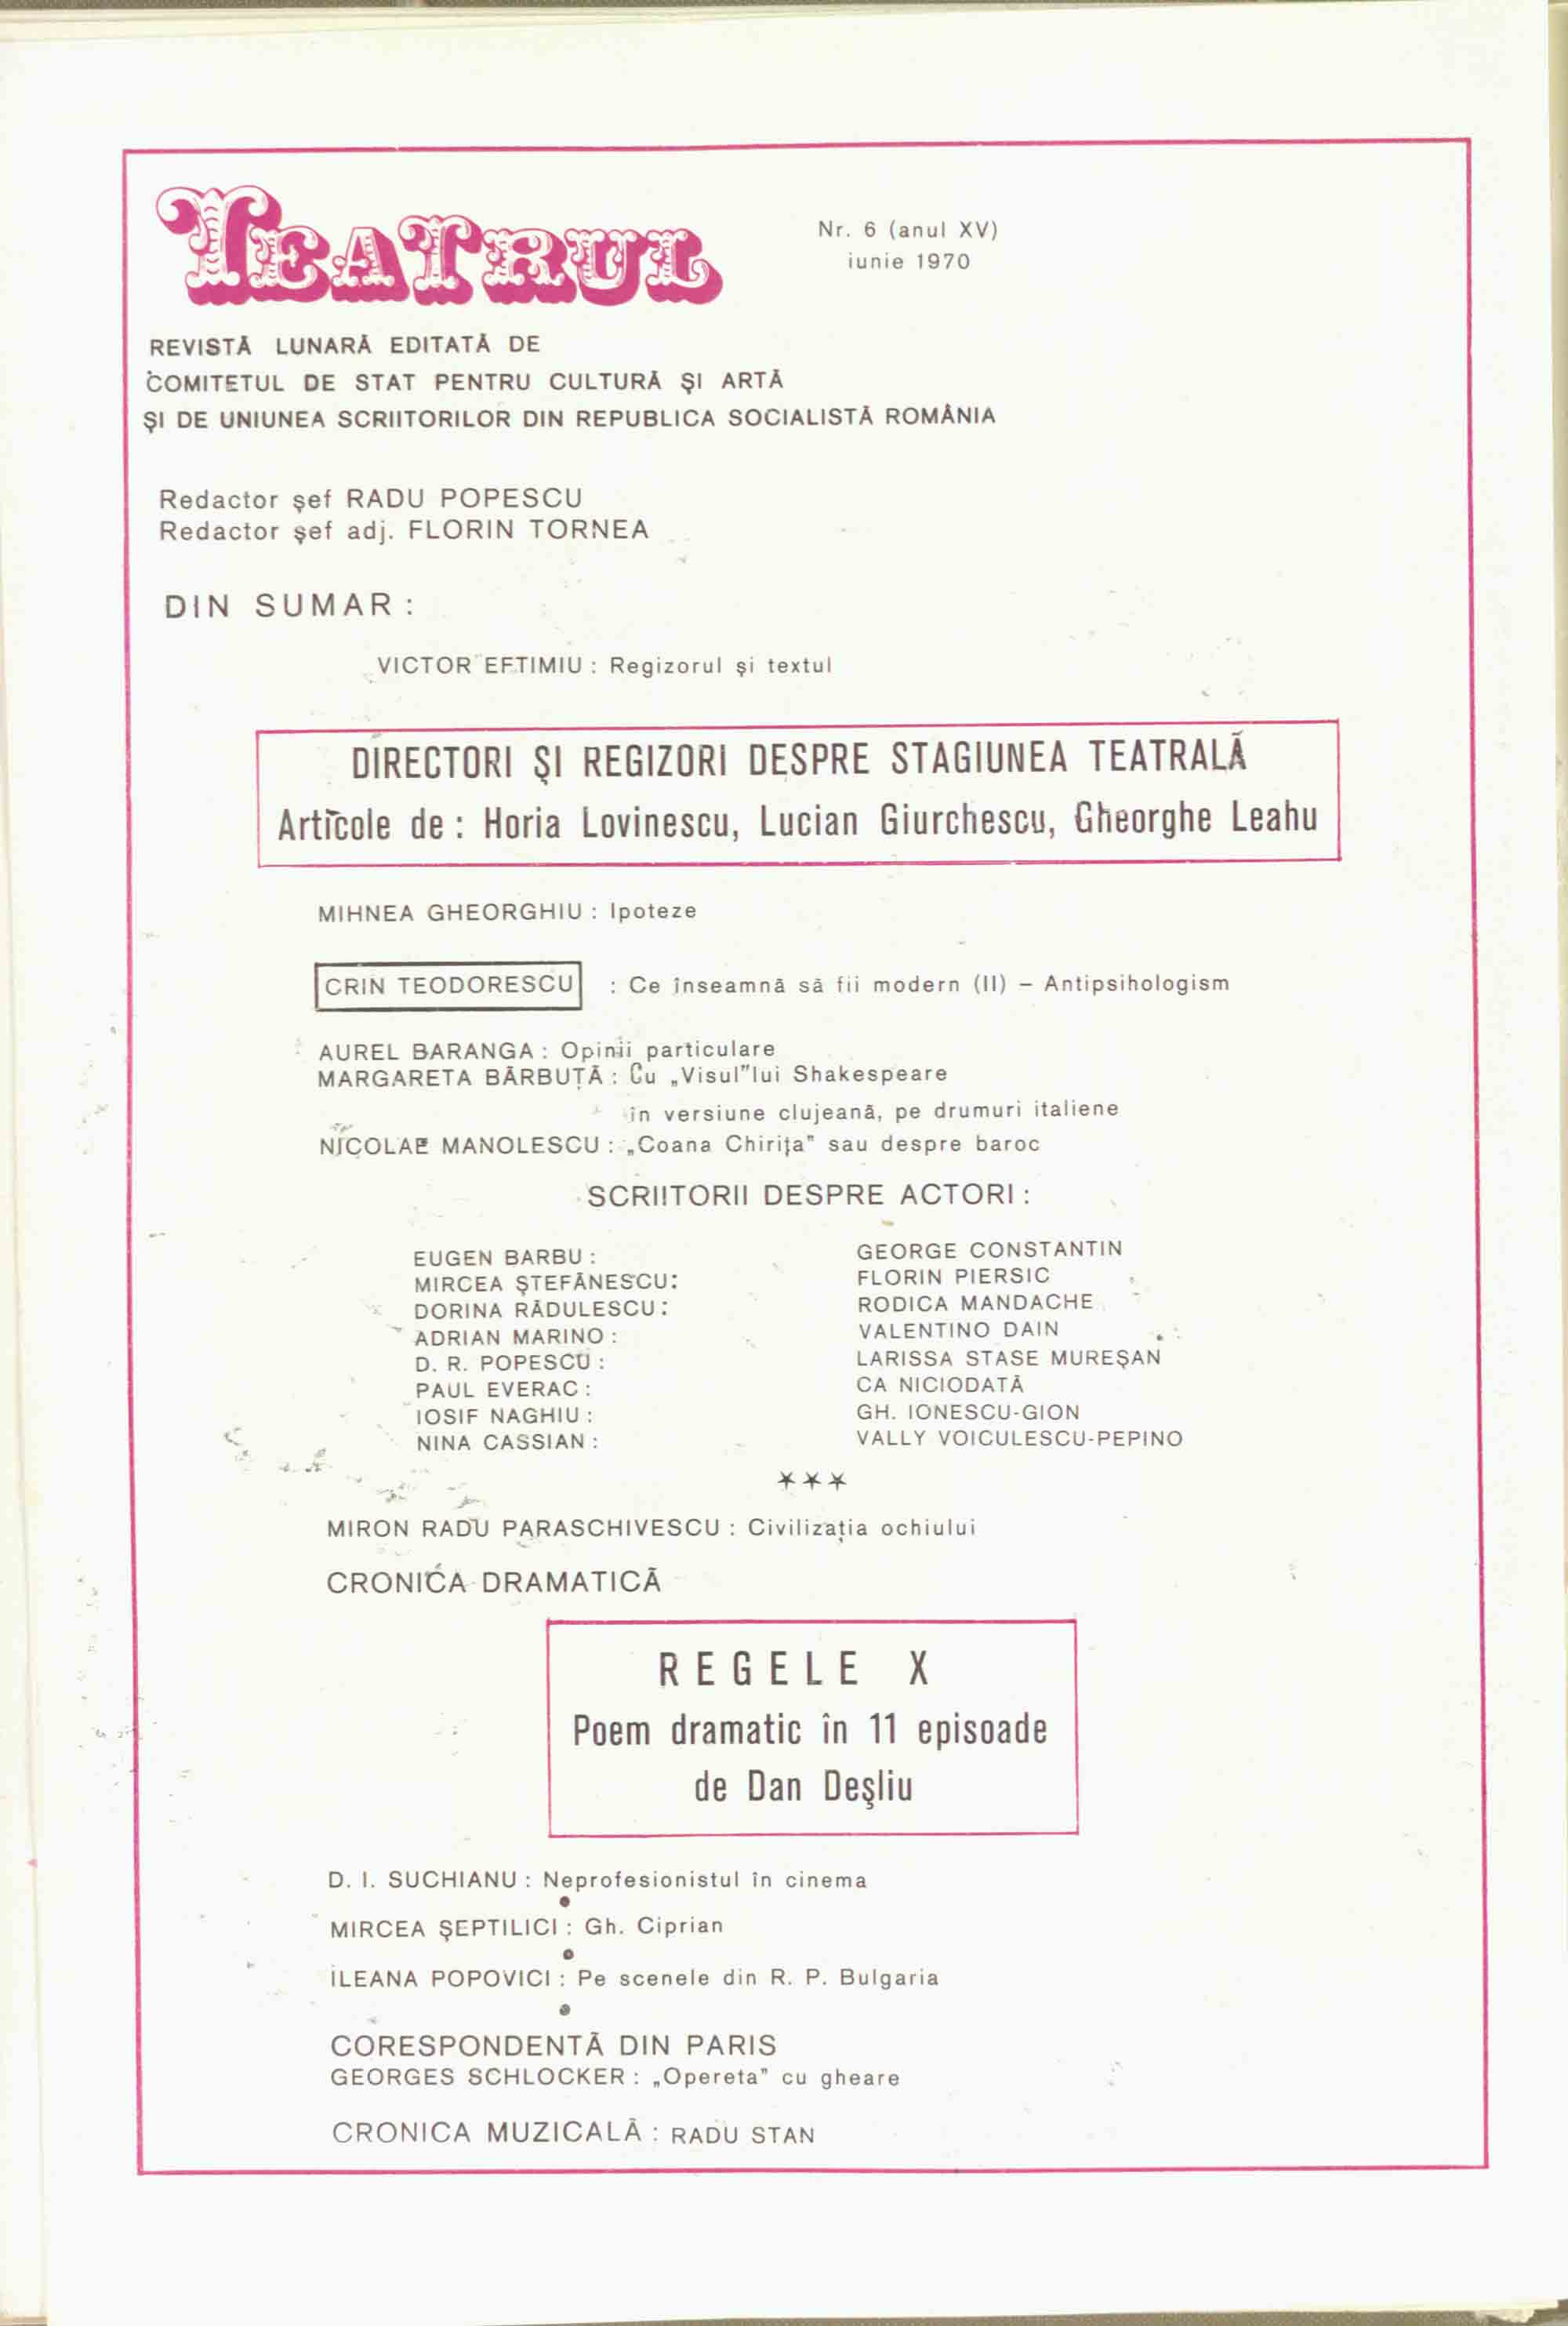 TEATRUL
Nr. 6 (anul XV)
iunie 1970
REVISTĂ LUNARĂ EDITATĂ DE
COMITETUL DE STAT PENTRU CULTURĂ ŞI ARTĂ
ŞI DE UNIUNEA SCRIITORILOR DIN REPUBLICA SOCIALISTĂ ROMÂNIA
Redactor şef RADU POPESCU
Redactor şef adj. FLORIN TORNEA
DIN SUMAR :
VICTOR EFTIMIU : Regizorul şi textul
DIRECTORI ŞI REGIZORI DESPRE STAGIUNEA TEATRALĂ
Articole de : Horia Lovinescu, Lucian Giurchescu, Gheorghe Leahu
MIHNEA GHEORGHIU : Ipoteze
CRIN TEODORESCU : Ce înseamnă să fii modern (II) – Antipsihologism
AUREL BARANGA : Opinii particulare
MARGARETA BĂRBUŢĂ : Cu „Visul"lui Shakespeare
în versiune clujeană, pe drumuri italiene
NICOLAE MANOLESCU : „Coana Chiriţa" sau despre baroc
SCRIITORII DESPRE ACTORI :
EUGEN BARBU : GEORGE CONSTANTIN
MIRCEA ŞTEFĂNESCU: FLORIN PIERSIC
DORINA RĂDULESCU : RODICA MANDACHE
ADRIAN MARINO : VALENTINO DAIN
D. R. POPESCU : LARISSA STASE MUREŞAN
PAUL EVERAC : CA NICIODATĂ
IOSIF NAGHIU : GH. IONESCU-GION
NINA CASSIAN : VALLY VOICULESCU-PEPINO
***
MIRON RADU PARASCHIVESCU : Civilizaţia ochiului
CRONICA DRAMATICĂ
REGELE X
Poem dramatic în 11 episoade
de Dan Deşliu
D. I. SUCHIANU : Neprofesionistul în cinema
MIRCEA ŞEPTILICI : Gh. Ciprian
ILEANA POPOVICI : Pe scenele din R. P. Bulgaria
CORESPONDENTĂ DIN PARIS
GEORGES SCHLOCKER : „Opereta" cu gheare
CRONICA MUZICALĂ : RADU STAN